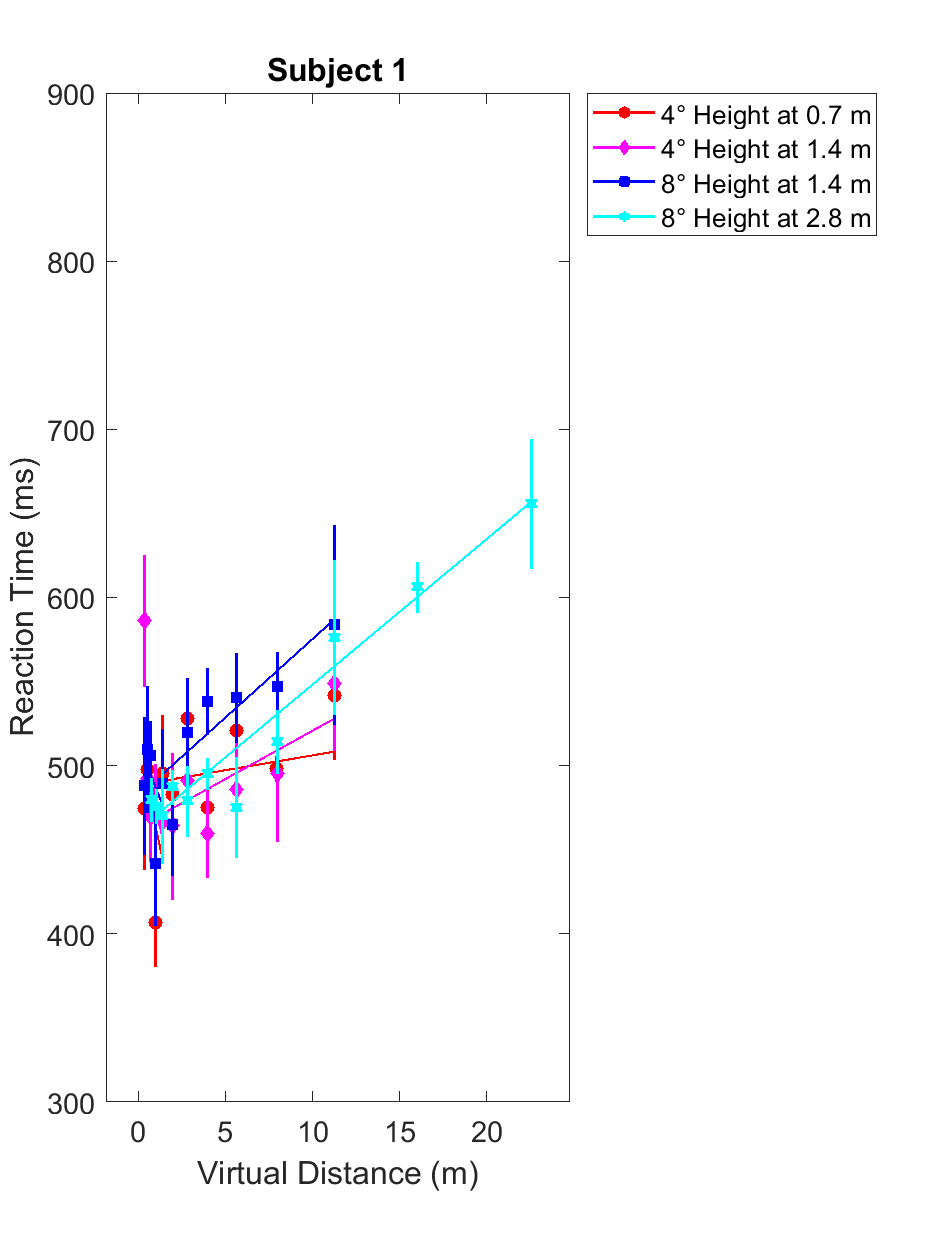 Subject 1
900
800
700
600
500
400
300
Reaction Time (ms)
0 5 10 15 20
Virtual Distance (m)
4° Height at 0.7 m
4° Height at 1.4 m
8° Height at 1.4 m
8° Height at 2.8 m